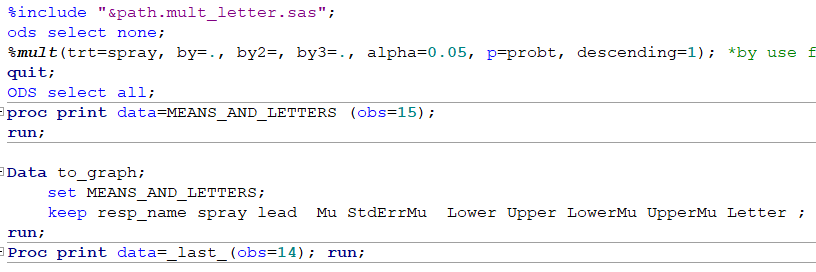 %include "&path.mult_letter.sas";
ods select none;
%mult(trt=spray, by=., by2=, by3=., alpha=0.05, p=probt, descending=1); *by use f
quit;
ODS select all;
proc print data=MEANS_AND_LETTERS (obs=15);
run;
Data to_graph;
set MEANS_AND_LETTERS;
keep resp_name spray lead  Mu StdErrMu  Lower Upper LowerMu UpperMu Letter ;
run;
Proc print data=_last_(obs=14); run;